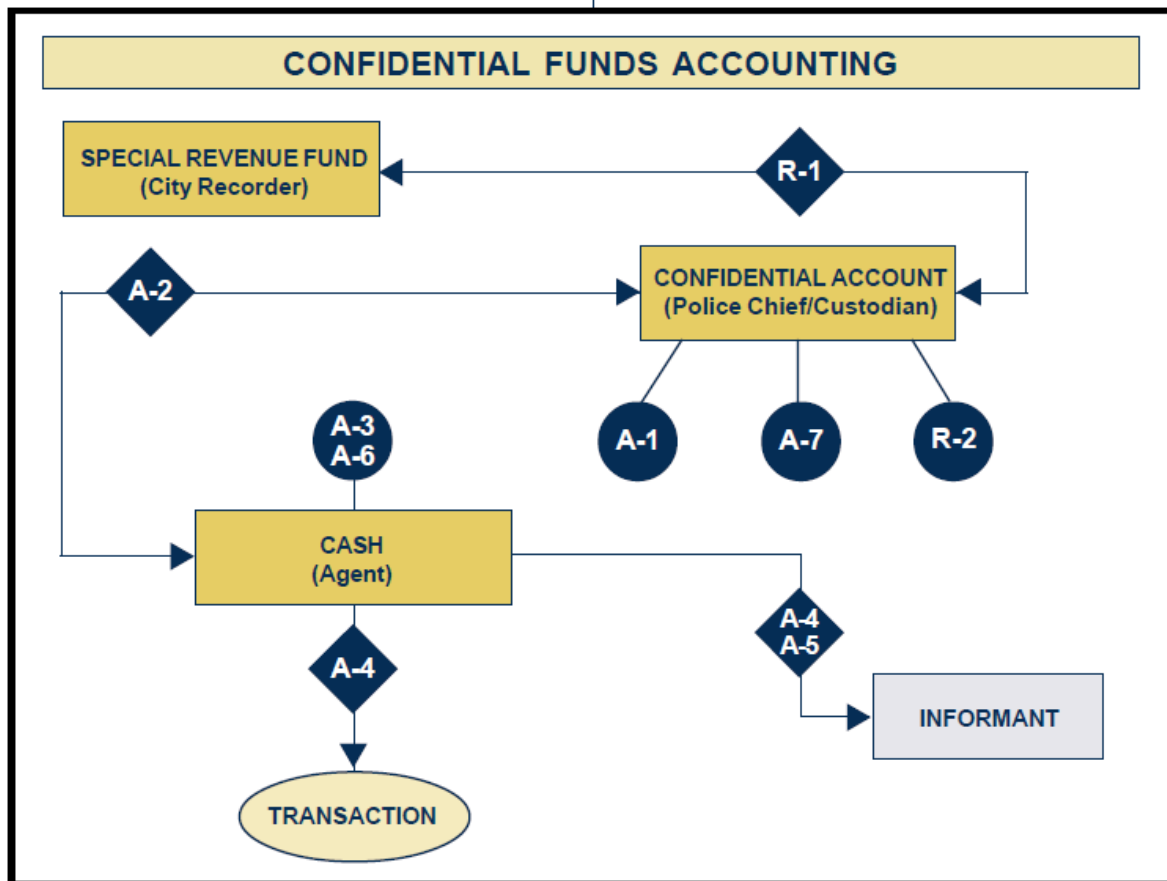 CONFIDENTIAL FUNDS ACCOUNTING
SPECIAL REVENUE FUND
(City Recorder)
R-1
A-2
CONFIDENTIAL ACCOUNT
(Police Chief/Custodian)
A-3
A-6
A-1
A-7
R-2
CASH
(Agent)
A-4
A-5
A-4
INFORMANT
TRANSACTION